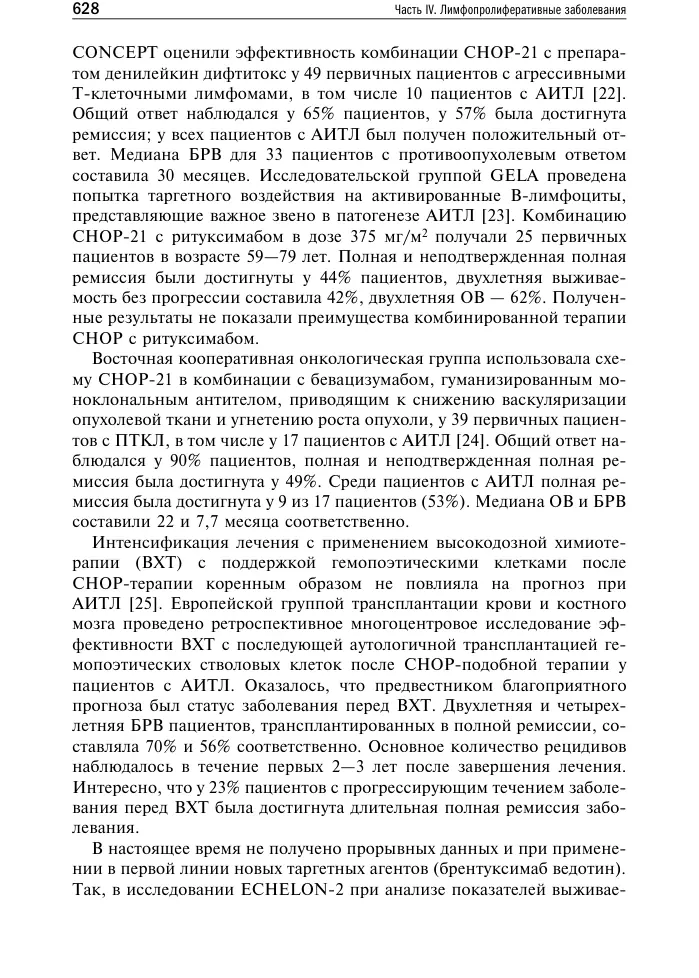 628
Часть IV. Лимфопролиферативные заболевания
CONCEPT оценили эффективность комбинации CHOP-21 с препара-
том денилейкин дифтитокс у 49 первичных пациентов с агрессивными
Т-клеточными лимфомами, в том числе 10 пациентов с АИТЛ [22].
Общий ответ наблюдался у 65% пациентов, у 57% была достигнута
ремиссия; у всех пациентов с АИТЛ был получен положительный от-
вет. Медиана БРВ для 33 пациентов с противоопухолевым ответом
составила 30 месяцев. Исследовательской группой GELA проведена
попытка таргетного воздействия на активированные В-лимфоциты,
представляющие важное звено в патогенезе АИТЛ [23]. Комбинацию
CHOP-21 с ритуксимабом в дозе 375 мг/м² получали 25 первичных
пациентов в возрасте 59—79 лет. Полная и неподтвержденная полная
ремиссия были достигнуты у 44% пациентов, двухлетняя выживае-
мость без прогрессии составила 42%, двухлетняя ОВ — 62%. Получен-
ные результаты не показали преимущества комбинированной терапии
CHOP с ритуксимабом.
Восточная кооперативная онкологическая группа использовала схе-
му CHOP-21 в комбинации с бевацизумабом, гуманизированным мо-
ноклональным антителом, приводящим к снижению васкуляризации
опухолевой ткани и угнетению роста опухоли, у 39 первичных пациен-
тов с ПТКЛ, в том числе у 17 пациентов с АИТЛ [24]. Общий ответ на-
блюдался у 90% пациентов, полная и неподтвержденная полная ре-
миссия была достигнута у 49%. Среди пациентов с АИТЛ полная ре-
миссия была достигнута у 9 из 17 пациентов (53%). Медиана ОВ и БРВ
составили 22 и 7,7 месяца соответственно.
Интенсификация лечения с применением высокодозной химиоте-
рапии (ВХТ) с поддержкой гемопоэтическими клетками после
CHOP-терапии коренным образом не повлияла на прогноз при
АИТЛ [25]. Европейской группой трансплантации крови и костного
мозга проведено ретроспективное многоцентровое исследование эф-
фективности ВХТ с последующей аутологичной трансплантацией ге-
мопоэтических стволовых клеток после CHOP-подобной терапии у
пациентов с АИТЛ. Оказалось, что предвестником благоприятного
прогноза был статус заболевания перед ВХТ. Двухлетняя и четырех-
летняя БРВ пациентов, трансплантированных в полной ремиссии, со-
ставляла 70% и 56% соответственно. Основное количество рецидивов
наблюдалось в течение первых 2—3 лет после завершения лечения.
Интересно, что у 23% пациентов с прогрессирующим течением заболе-
вания перед ВХТ была достигнута длительная полная ремиссия забо-
левания.
В настоящее время не получено прорывных данных и при примене-
нии в первой линии новых таргетных агентов (брентуксимаб ведотин).
Так, в исследовании ECHELON-2 при анализе показателей выживае-